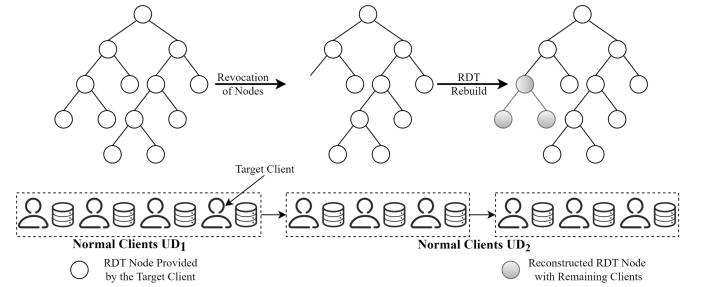 Revocation
of Nodes
RDT
Rebuild
Target Client
Normal Clients UD1
Normal Clients UD2
RDT Node Provided
by the Target Client
Reconstructed RDT Node
with Remaining Clients